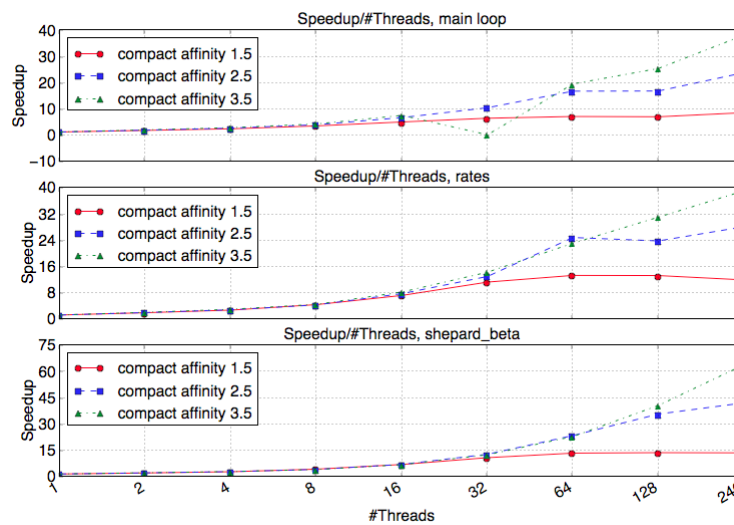 Speedup/#Threads, main loop
40
30
20
10
0
−10
Speedup
compact affinity 1.5
compact affinity 2.5
compact affinity 3.5
Speedup/#Threads, rates
40
32
24
16
8
0
Speedup
compact affinity 1.5
compact affinity 2.5
compact affinity 3.5
Speedup/#Threads, shepard_beta
75
60
45
30
15
0
Speedup
compact affinity 1.5
compact affinity 2.5
compact affinity 3.5
1 2 4 8 16 32 64 128
#Threads